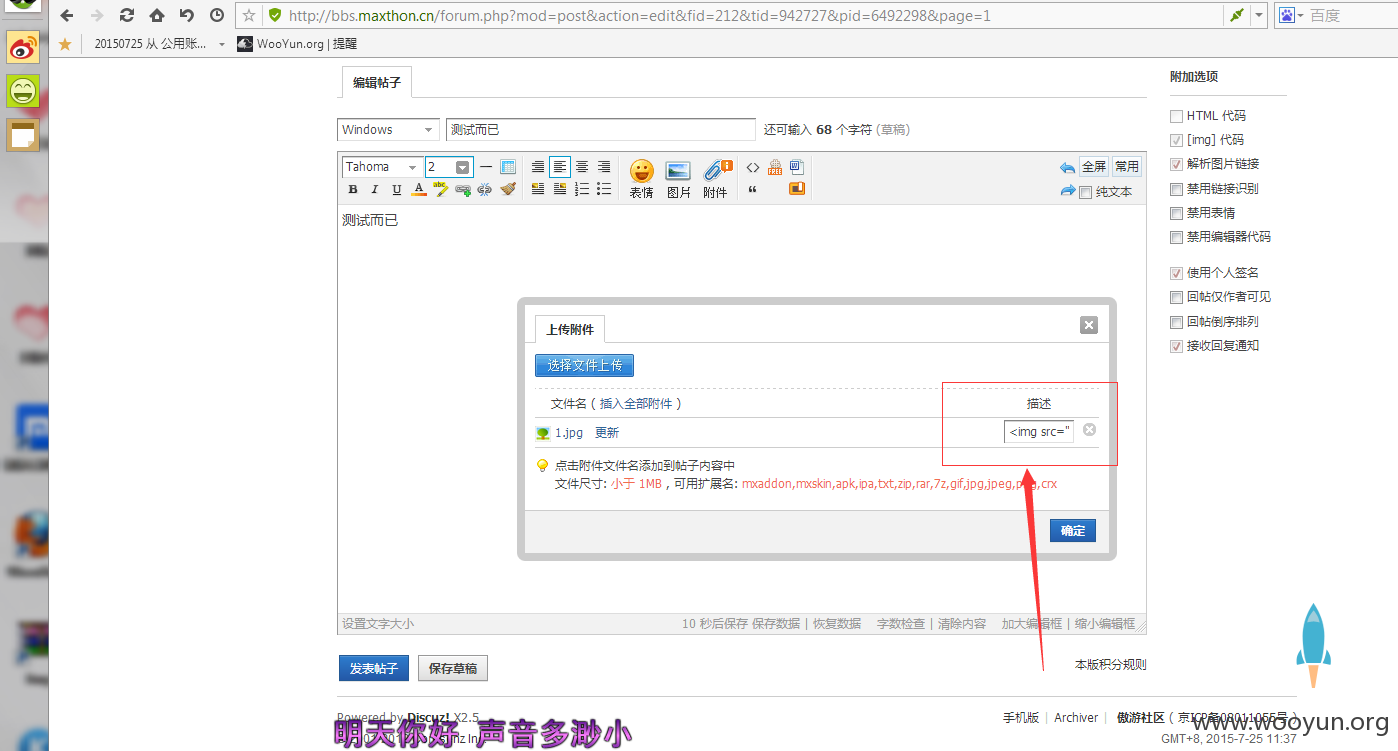 http://bbs.maxthon.cn/forum.php?mod=post&action=edit&fid=212&tid=942727&pid=6492298&page=1
百度
20150725 从 公用账...
WooYun.org | 提醒
编辑帖子
Windows 测试而已 还可输入 68 个字符 (草稿)
Tahoma 2 全屏 常用
B I U A abc 表情 图片 附件 FREE W 纯文本
测试而已
上传附件
选择文件上传
文件名 ( 插入全部附件 ) 描述
1.jpg 更新 <img src="
点击附件文件名添加到帖子内容中
文件尺寸: 小于 1MB , 可用扩展名: mxaddon,mxskin,apk,ipa,txt,zip,rar,7z,gif,jpg,jpeg,png,crx
确定
设置文字大小 10 秒后保存 保存数据 | 恢复数据 字数检查 | 清除内容 加大编辑框 | 缩小编辑框
发表帖子 保存草稿 本版积分规则
附加选项
HTML 代码
[img] 代码
解析图片链接
禁用链接识别
禁用表情
禁用编辑器代码
使用个人签名
回帖仅作者可见
回帖倒序排列
接收回复通知
Powered by Discuz! X2.5 手机版 | Archiver | 傲游社区 ( 京ICP备08011055号 )
明天你好 声音多渺小
www.wooyun.org
GMT+8, 2015-7-25 11:37